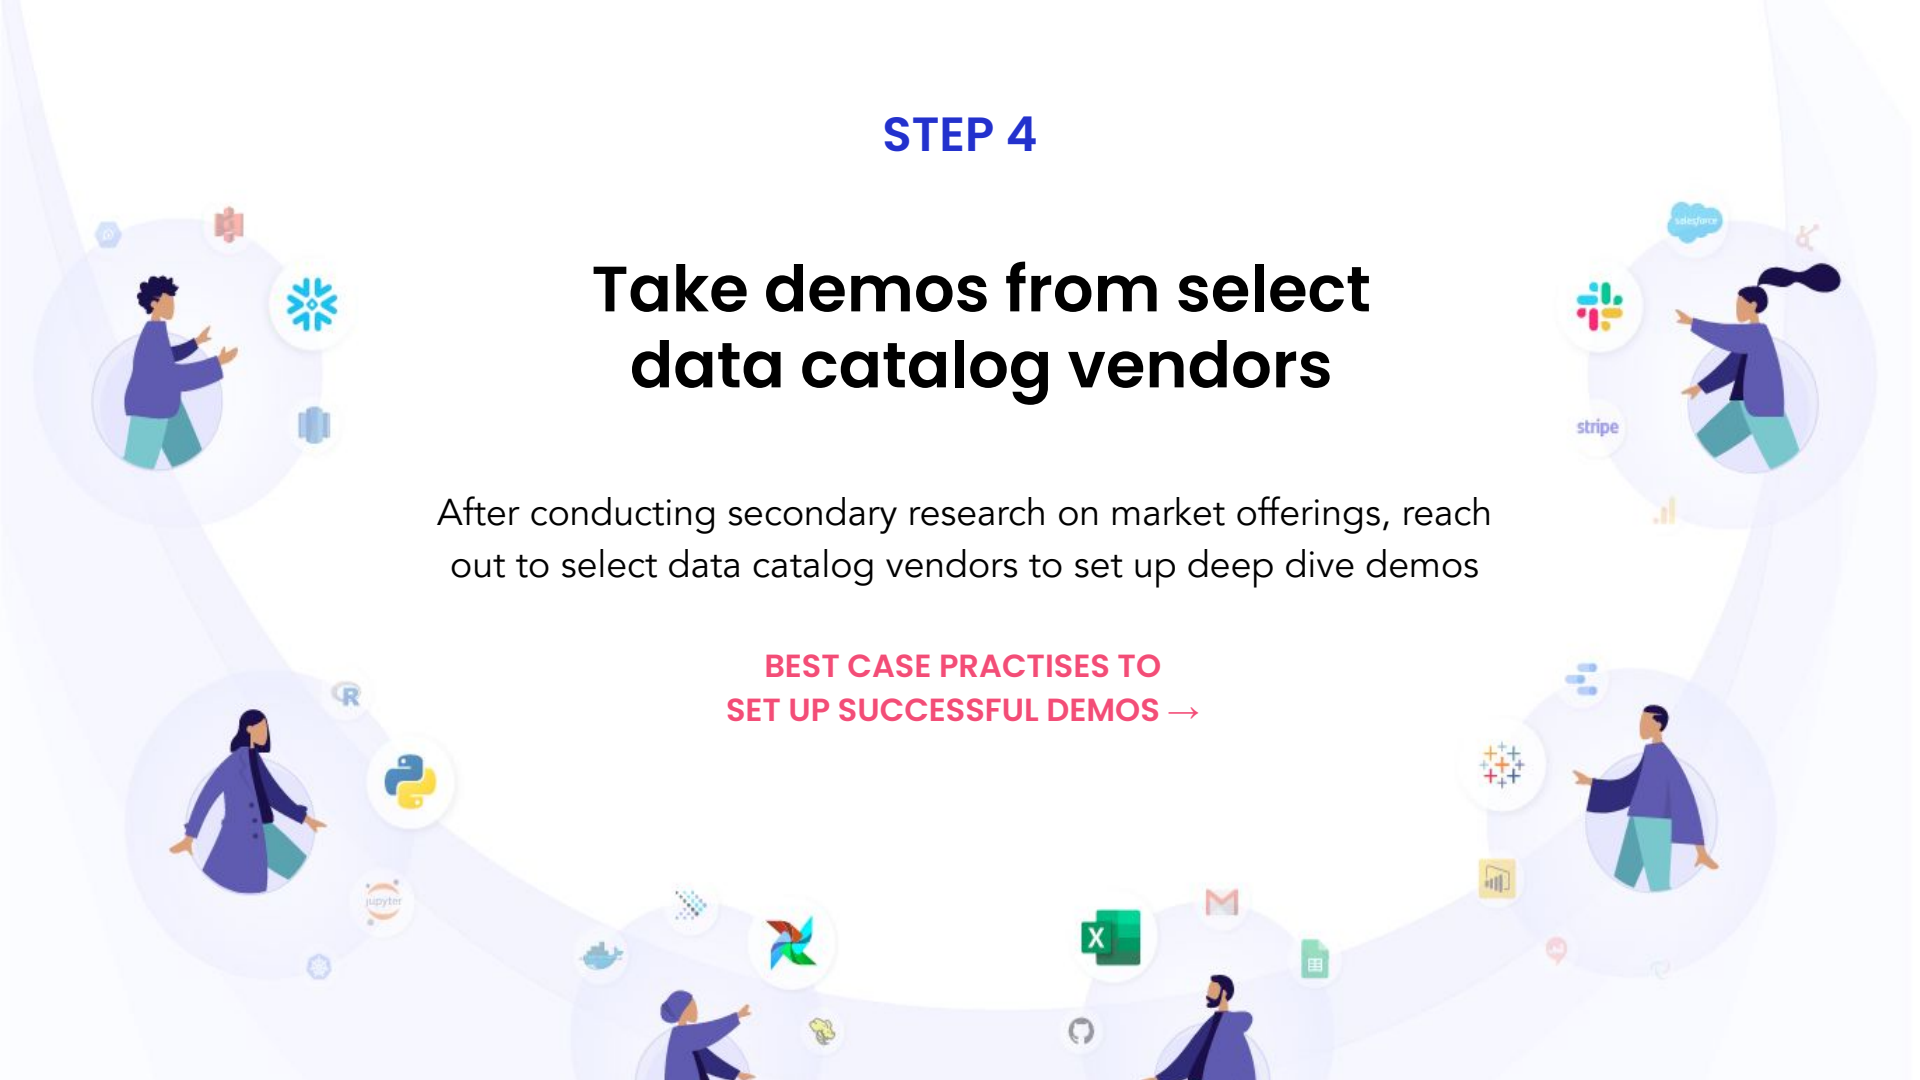 STEP 4
Take demos from select
data catalog vendors
After conducting secondary research on market offerings, reach
out to select data catalog vendors to set up deep dive demos
BEST CASE PRACTISES TO
SET UP SUCCESSFUL DEMOS →
salesforce
stripe
R
jupyter
X